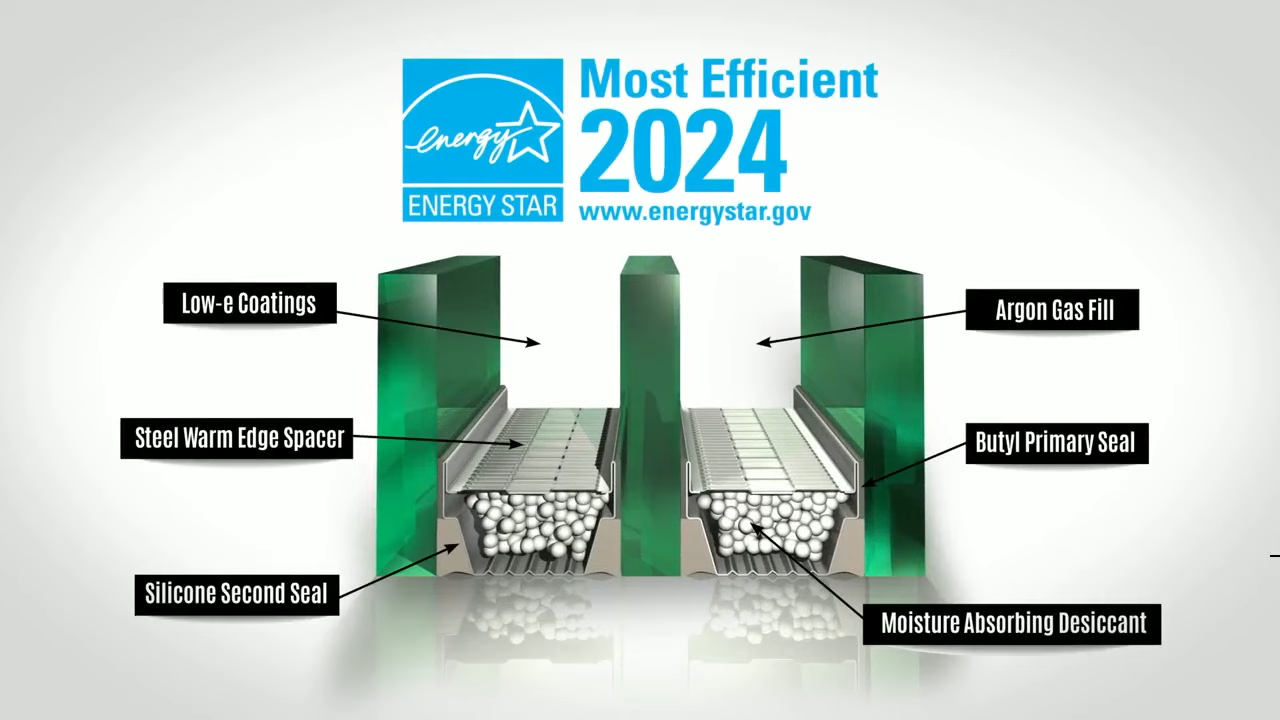 Most Efficient
2024
www.energystar.gov
energy
ENERGY STAR
Low-e Coatings
Argon Gas Fill
Steel Warm Edge Spacer
Butyl Primary Seal
Silicone Second Seal
Moisture Absorbing Desiccant